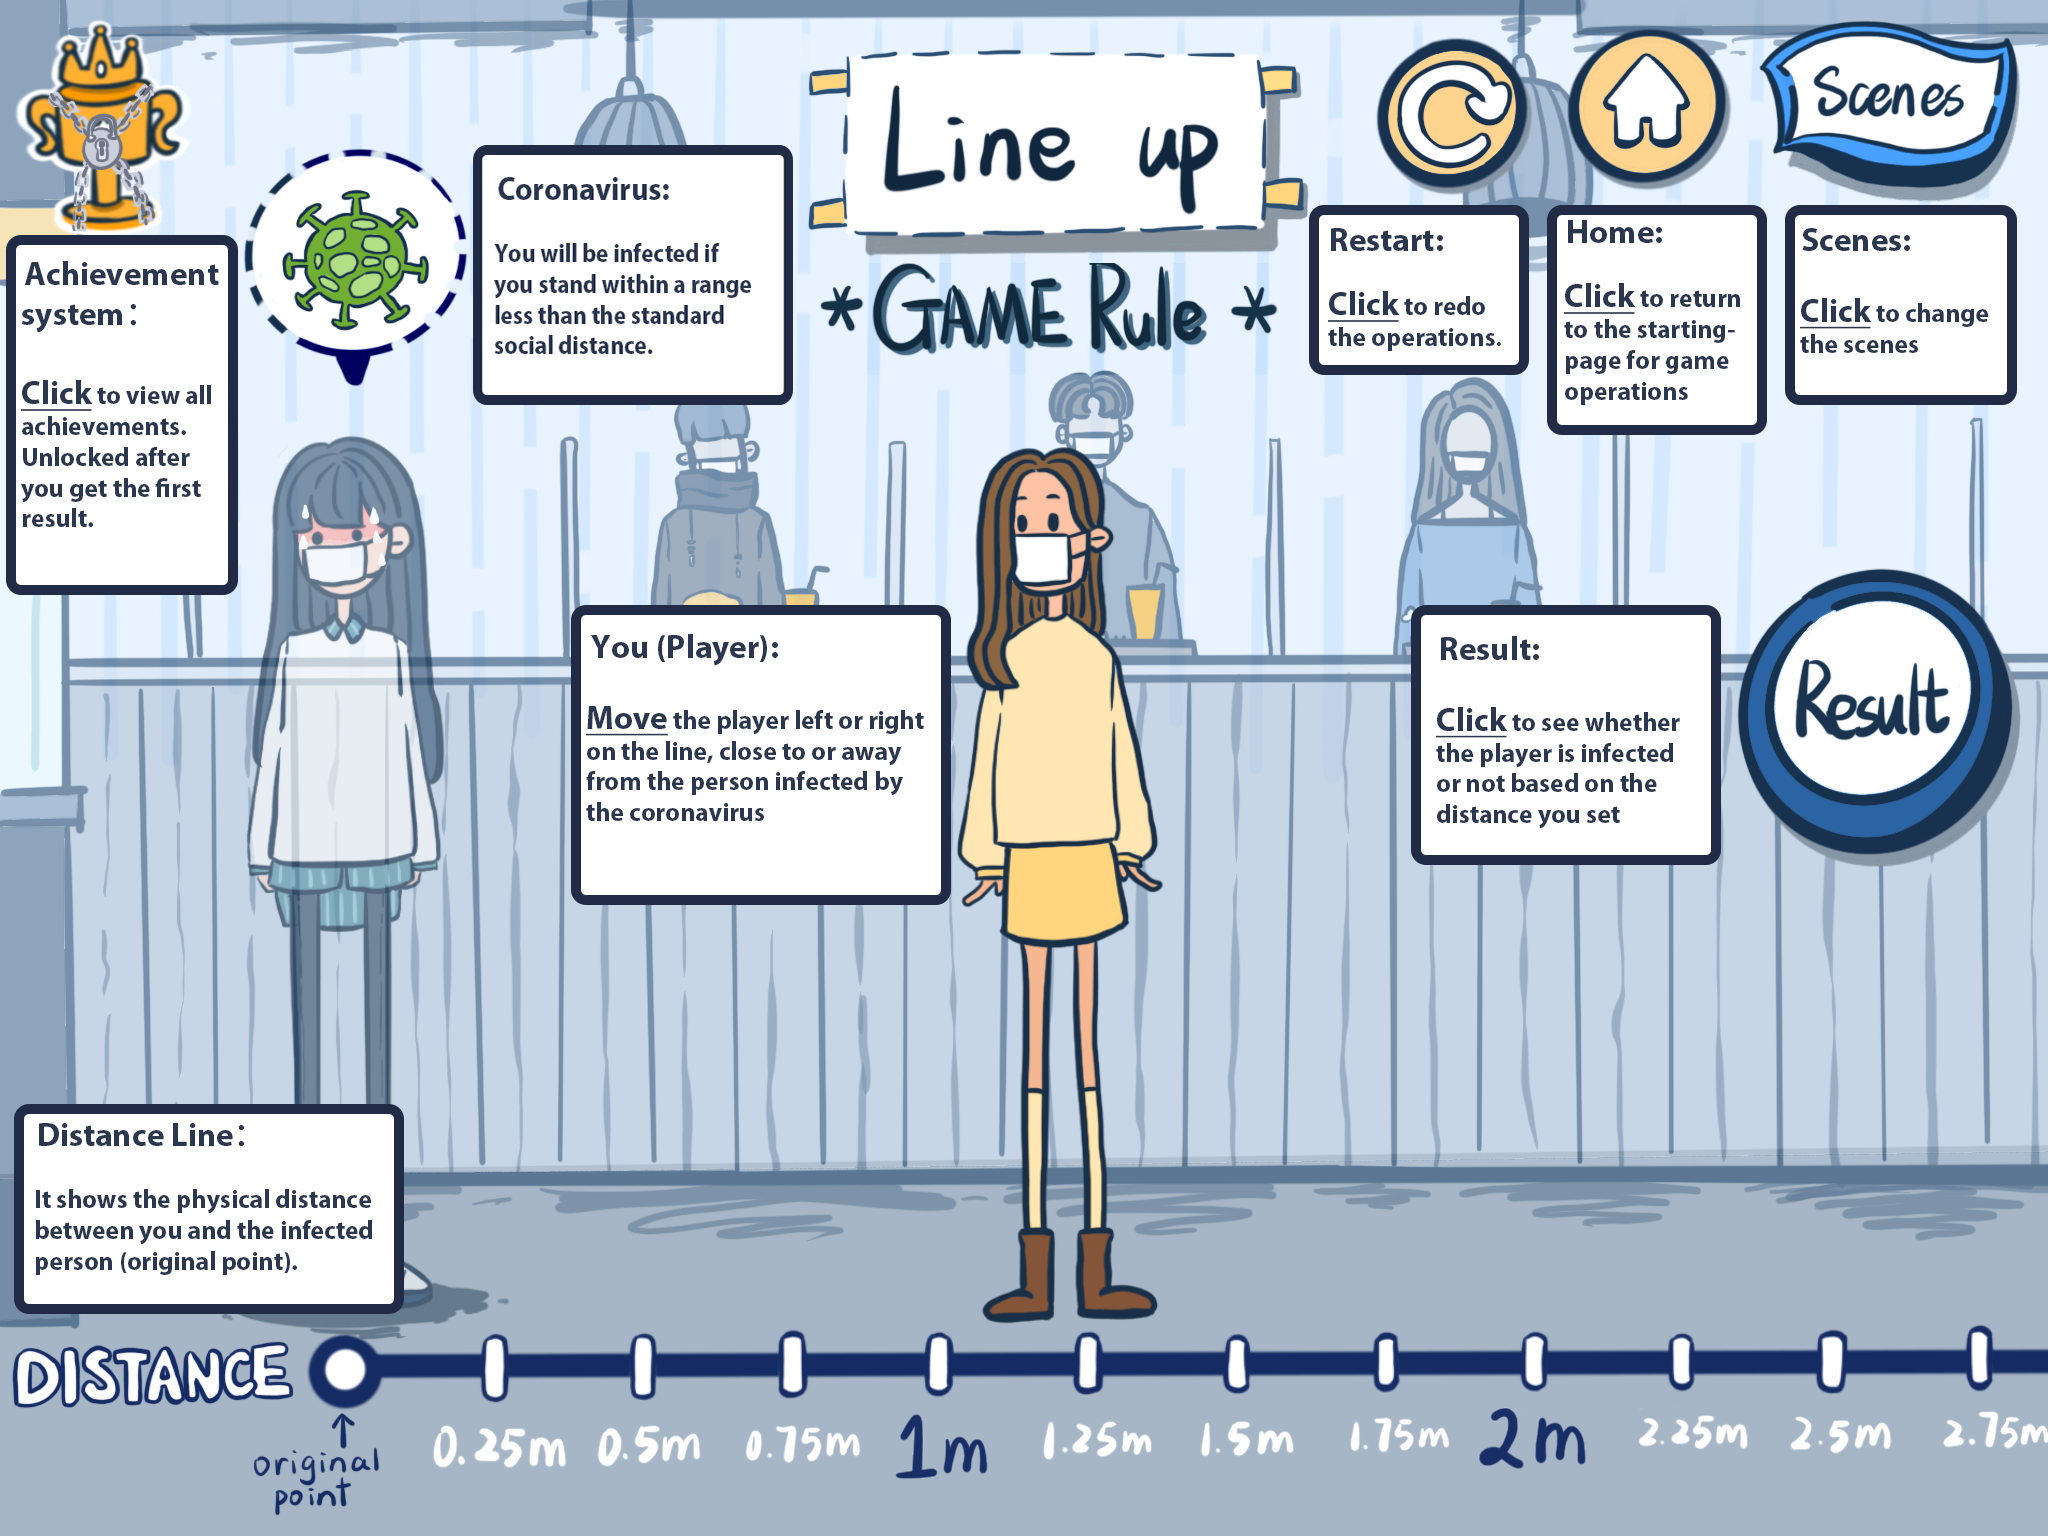 Line up
*GAME Rule*
Scenes
Achievement
system:
Click to view all
achievements.
Unlocked after
you get the first
result.
Coronavirus:
You will be infected if
you stand within a range
less than the standard
social distance.
Restart:
Click to redo
the operations.
Home:
Click to return
to the starting-
page for game
operations
Scenes:
Click to change
the scenes
You (Player):
Move the player left or right
on the line, close to or away
from the person infected by
the coronavirus
Result:
Click to see whether
the player is infected
or not based on the
distance you set
Result
Distance Line:
It shows the physical distance
between you and the infected
person (original point).
DISTANCE
original
point
0.25m 0.5m 0.75m 1m 1.25m 1.5m 1.75m 2m 2.25m 2.5m 2.75m